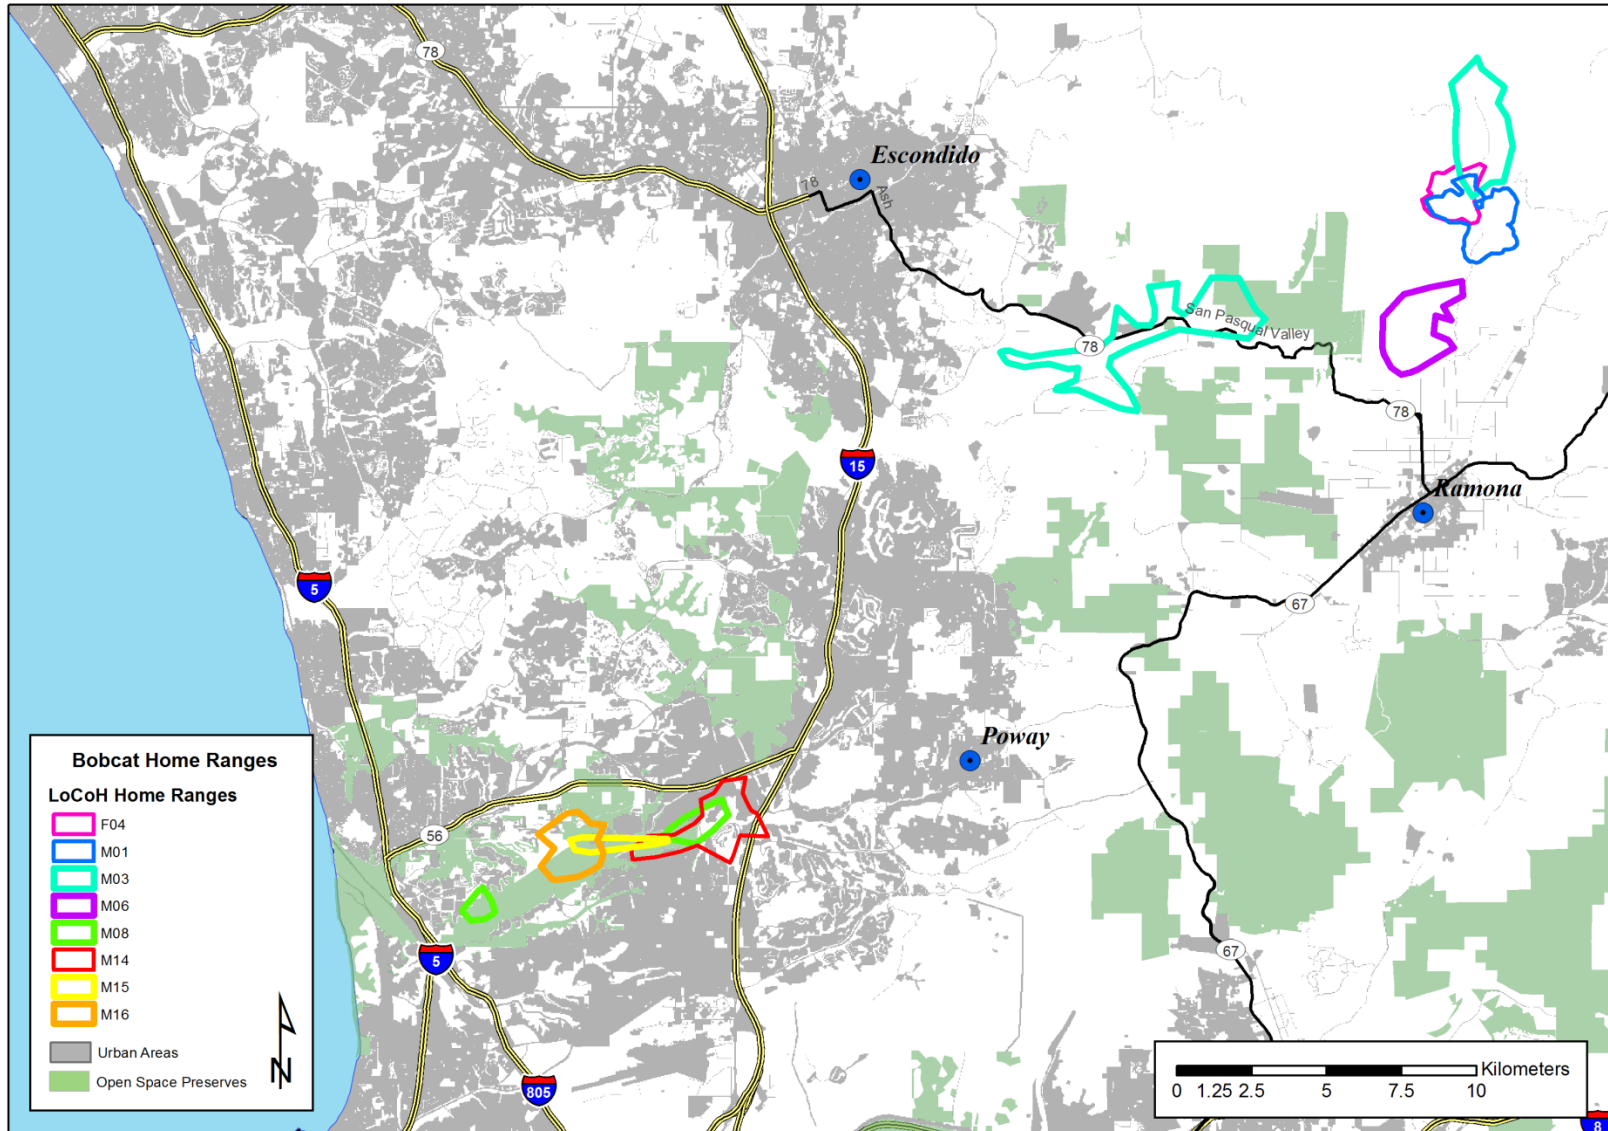 78
Escondido
78
Ash
San Pasqual Valley
78
78
15
Ramona
5
67
Poway
56
5
67
805
8
Bobcat Home Ranges
LoCoH Home Ranges
F04
M01
M03
M06
M08
M14
M15
M16
Urban Areas
Open Space Preserves
N
Kilometers
0 1.25 2.5 5 7.5 10